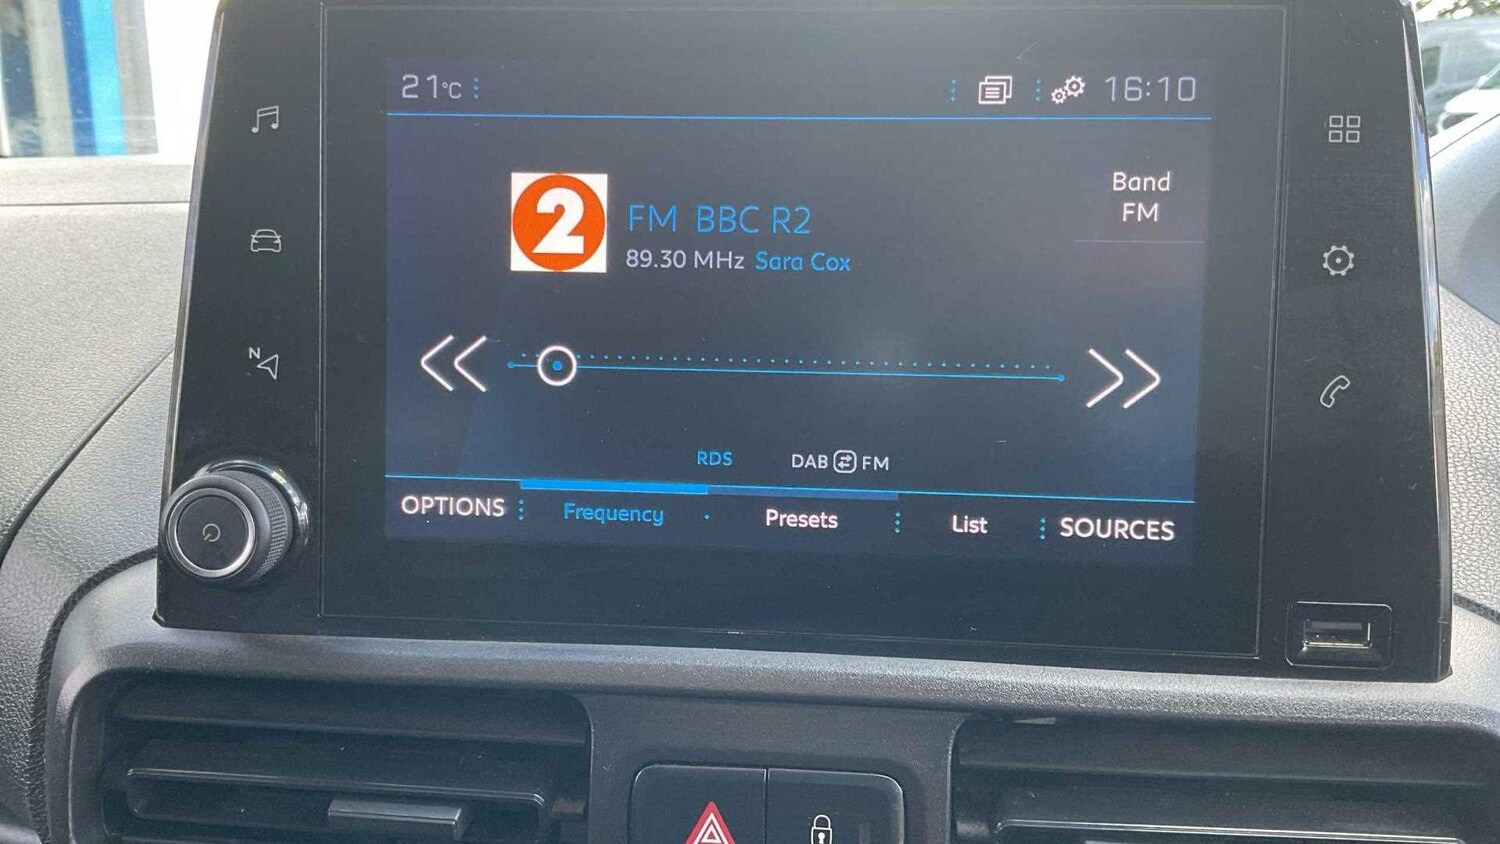 21°C
16:10
Band
FM
2
FM BBC R2
89.30 MHz Sara Cox
N
RDS
DAB FM
OPTIONS Frequency Presets List SOURCES